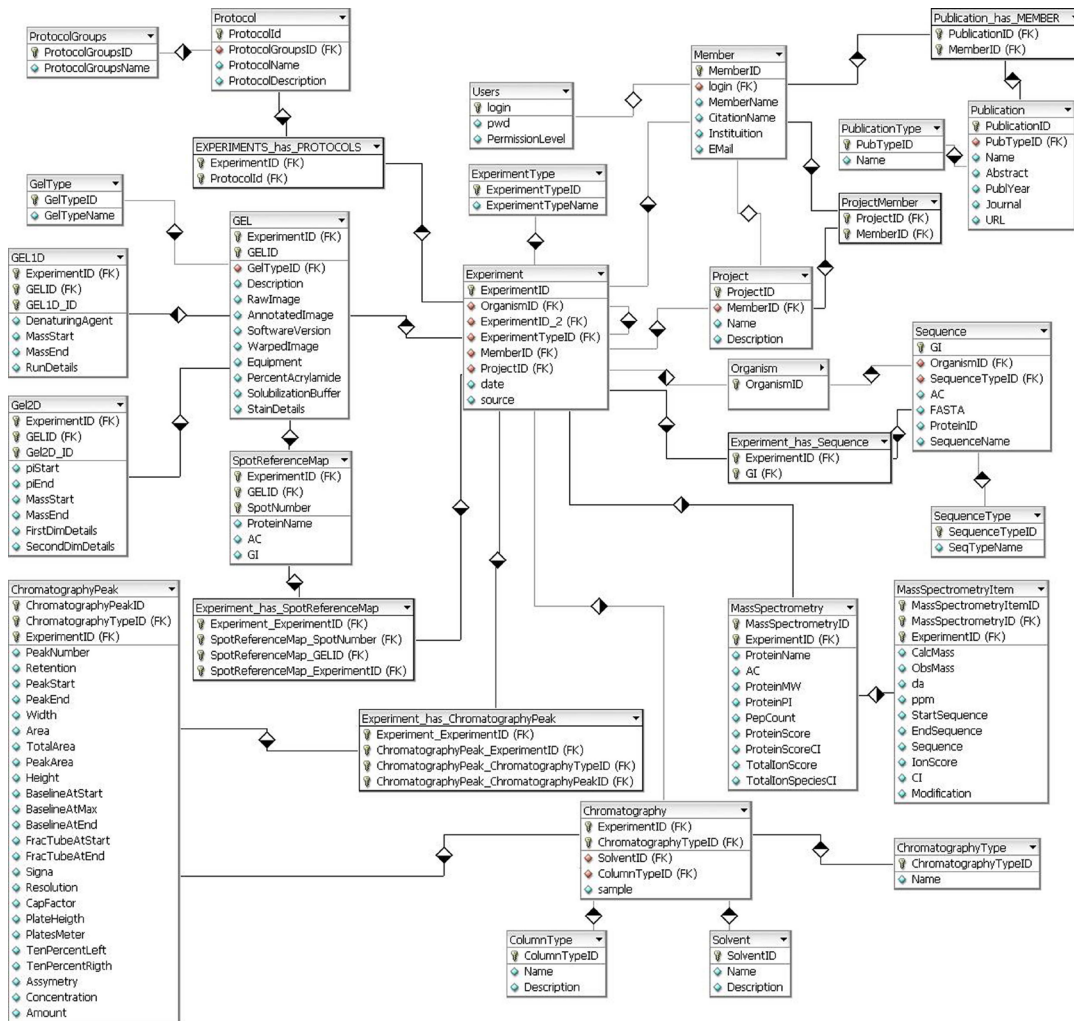 Protocol
ProtocolId
ProtocolGroupsID (FK)
ProtocolName
ProtocolDescription
ProtocolGroups
ProtocolGroupsID
ProtocolGroupsName
Publication_has_MEMBER
PublicationID (FK)
MemberID (FK)
Member
MemberID
login (FK)
MemberName
CitationName
Instituition
EMail
Users
login
pwd
PermissionLevel
Publication
PublicationID
PubTypeID (FK)
Name
Abstract
PublYear
Journal
URL
PublicationType
PubTypeID
Name
EXPERIMENTS_has_PROTOCOLS
ExperimentID (FK)
ProtocolId (FK)
ExperimentType
ExperimentTypeID
ExperimentTypeName
GelType
GelTypeID
GelTypeName
ProjectMember
ProjectID (FK)
MemberID (FK)
GEL
ExperimentID (FK)
GELID
GelTypeID (FK)
Description
RawImage
AnnotatedImage
SoftwareVersion
WarpedImage
Equipment
PercentAcrylamide
SolubilizationBuffer
StainDetails
GEL1D
ExperimentID (FK)
GELID (FK)
GEL1D_ID
DenaturingAgent
MassStart
MassEnd
RunDetails
Experiment
ExperimentID
OrganismID (FK)
ExperimentID_2 (FK)
ExperimentTypeID (FK)
MemberID (FK)
ProjectID (FK)
date
source
Project
ProjectID
MemberID (FK)
Name
Description
Sequence
GI
OrganismID (FK)
SequenceTypeID (FK)
AC
FASTA
ProteinID
SequenceName
Organism
OrganismID
Gel2D
ExperimentID (FK)
GELID (FK)
Gel2D_ID
piStart
piEnd
MassStart
MassEnd
FirstDimDetails
SecondDimDetails
Experiment_has_Sequence
ExperimentID (FK)
GI (FK)
SpotReferenceMap
ExperimentID (FK)
GELID (FK)
SpotNumber
ProteinName
AC
GI
SequenceType
SequenceTypeID
SeqTypeName
ChromatographyPeak
ChromatographyPeakID
ChromatographyTypeID (FK)
ExperimentID (FK)
PeakNumber
Retention
PeakStart
PeakEnd
Width
Area
TotalArea
PeakArea
Height
BaselineAtStart
BaselineAtMax
BaselineAtEnd
FracTubeAtStart
FracTubeAtEnd
Signa
Resolution
CapFactor
PlateHeigth
PlatesMeter
TenPercentLeft
TenPercentRigth
Assymetry
Concentration
Amount
Experiment_has_SpotReferenceMap
Experiment_ExperimentID (FK)
SpotReferenceMap_SpotNumber (FK)
SpotReferenceMap_GELID (FK)
SpotReferenceMap_ExperimentID (FK)
MassSpectrometry
MassSpectrometryID
ExperimentID (FK)
ProteinName
AC
ProteinMW
ProteinPI
PepCount
ProteinScore
ProteinScoreCI
TotalIonScore
TotalIonSpeciesCI
MassSpectrometryItem
MassSpectrometryItemID
MassSpectrometryID (FK)
ExperimentID (FK)
CalcMass
ObsMass
da
ppm
StartSequence
EndSequence
Sequence
IonScore
CI
Modification
Experiment_has_ChromatographyPeak
Experiment_ExperimentID (FK)
ChromatographyPeak_ExperimentID (FK)
ChromatographyPeak_ChromatographyTypeID (FK)
ChromatographyPeak_ChromatographyPeakID (FK)
Chromatography
ExperimentID (FK)
ChromatographyTypeID (FK)
SolventID (FK)
ColumnTypeID (FK)
sample
ChromatographyType
ChromatographyTypeID
Name
ColumnType
ColumnTypeID
Name
Description
Solvent
SolventID
Name
Description